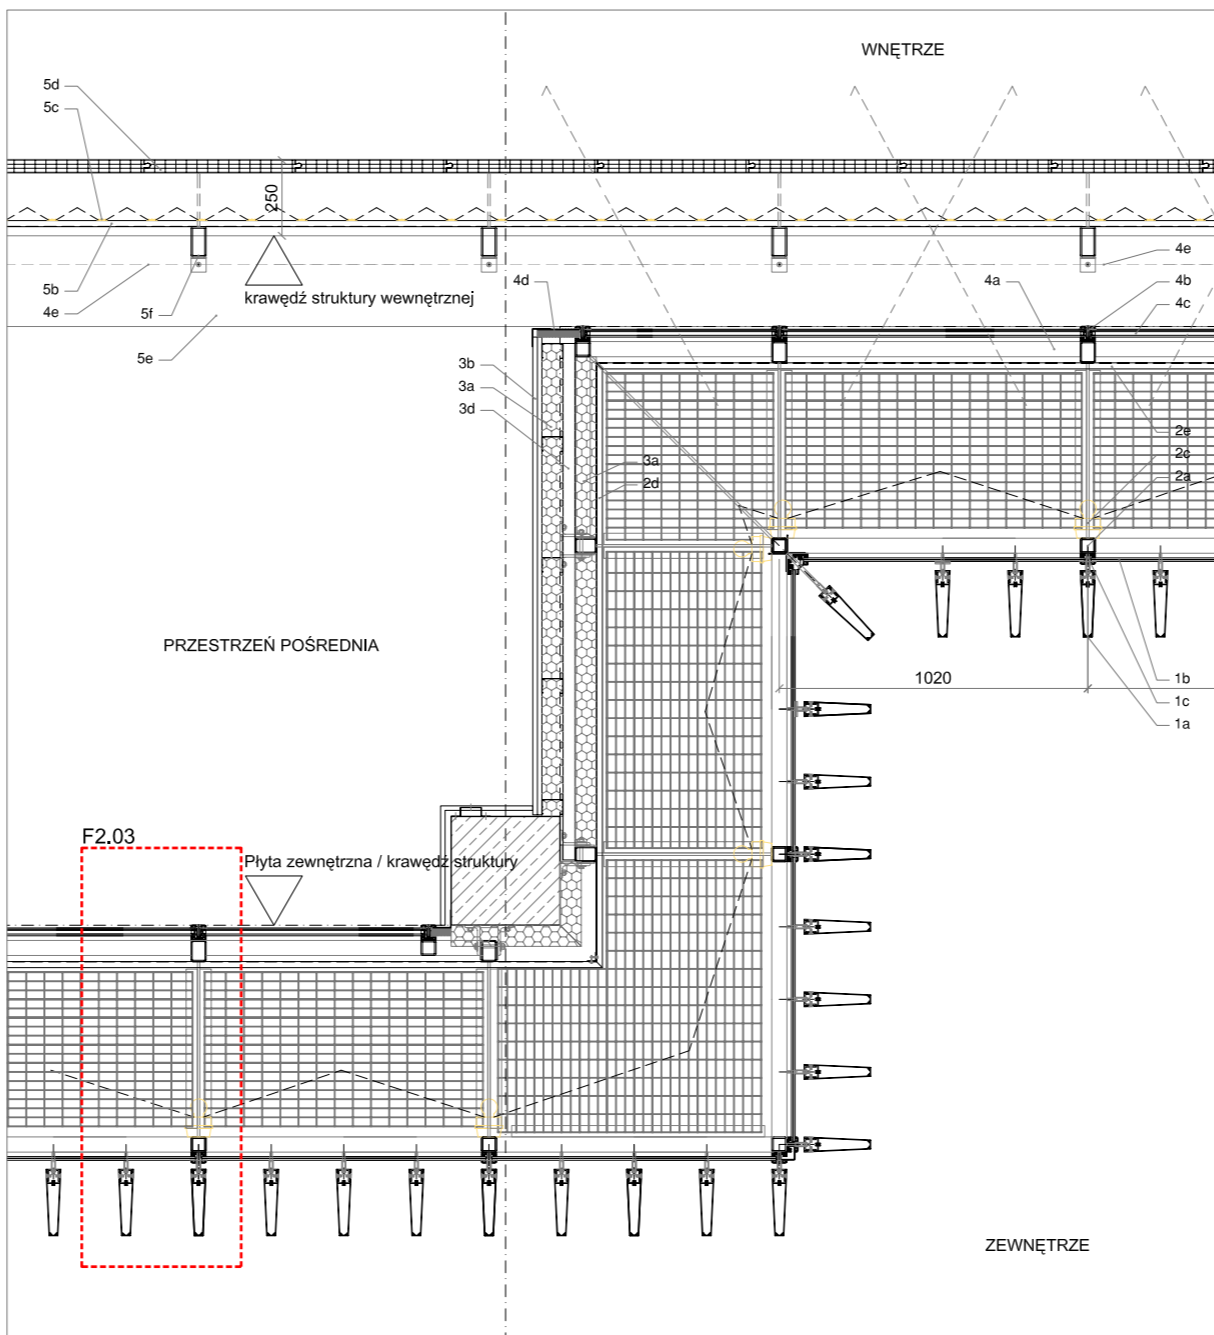 WNĘTRZE
5d
5c
250
5b
4e
5f
krawędź struktury wewnętrznej
5e
4d
4a
4e
4b
4c
3b
3a
3d
3a
2d
2e
2c
2a
PRZESTRZEŃ POŚREDNIA
1020
1b
1c
1a
F2.03
Płyta zewnętrzna / krawędź struktury
ZEWNĘTRZE